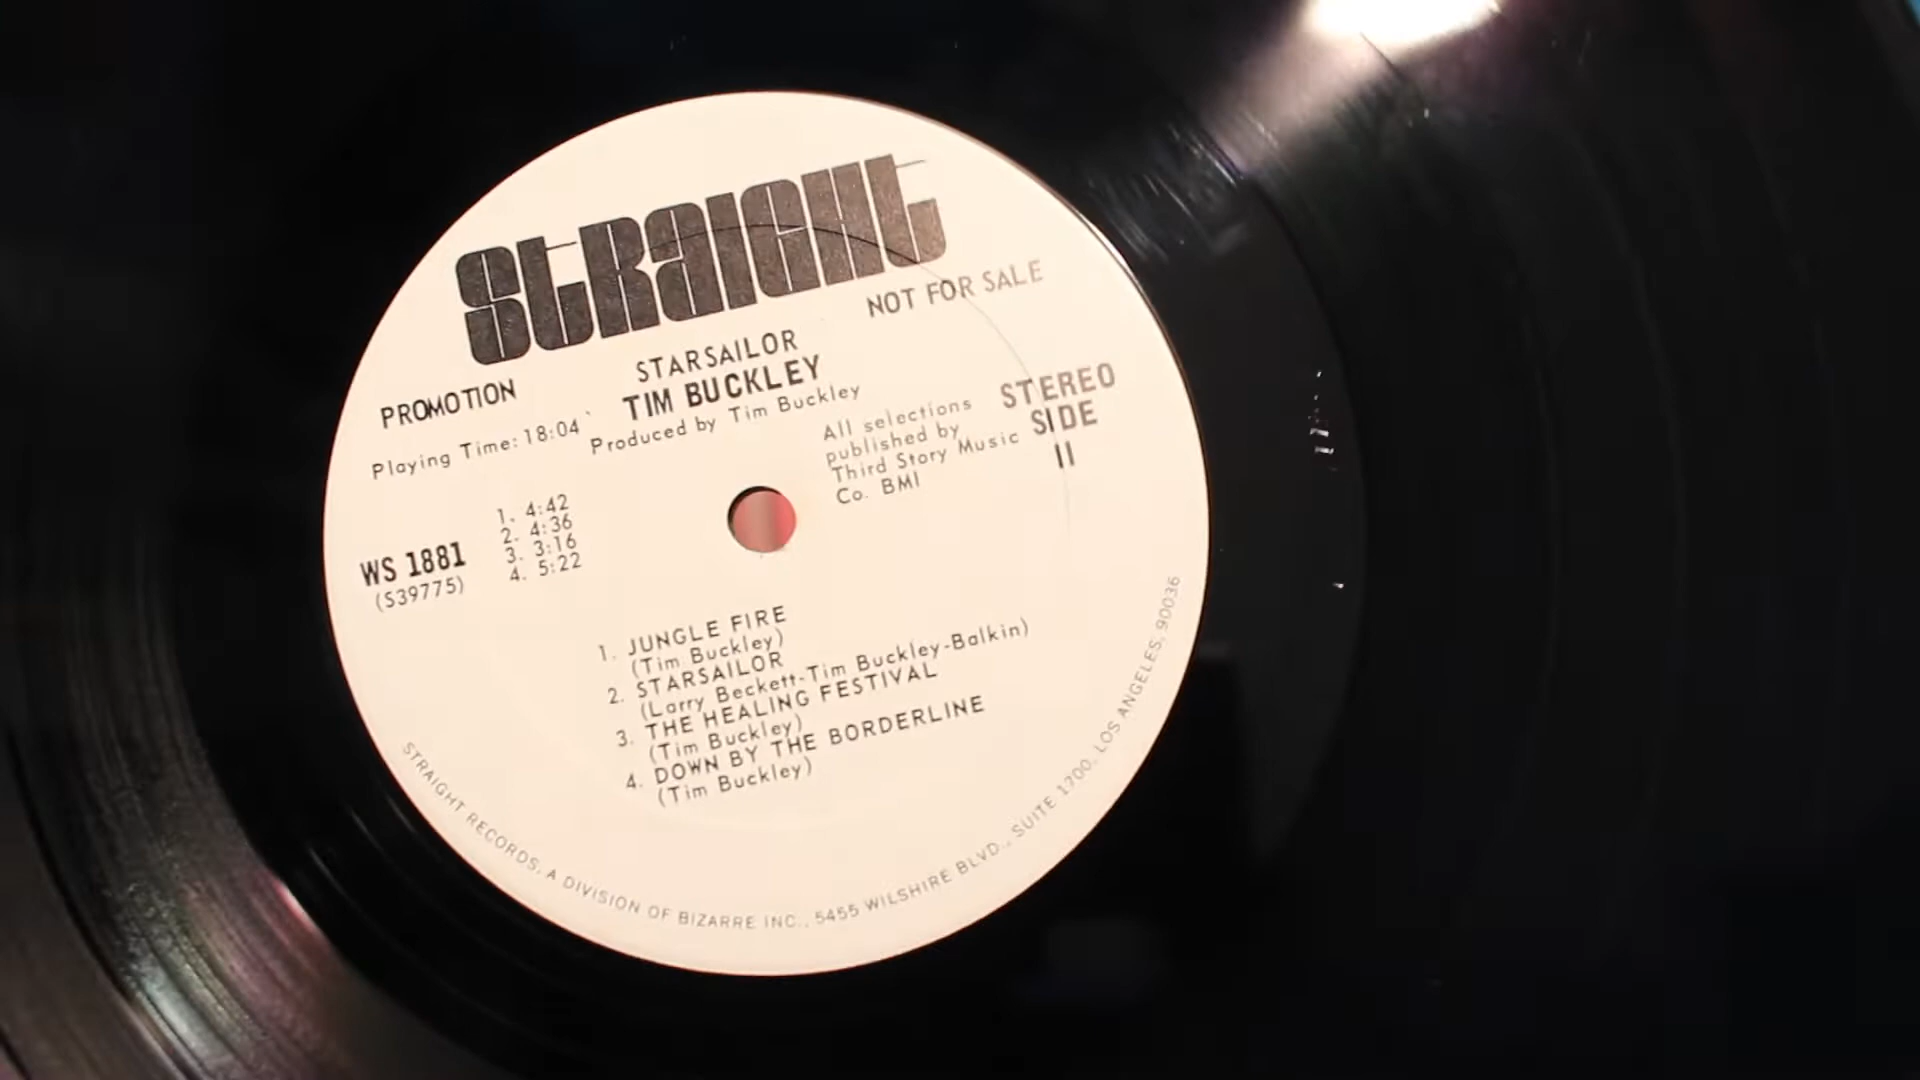 StRaIGHt
NOT FOR SALE
STARSAILOR
TIM BUCKLEY
Produced by Tim Buckley
PROMOTION
Playing Time: 18:04
All selections
published by
Third Story Music
Co. BMI
STEREO
SIDE
II
1. 4:42
2. 4:36
3. 3:16
4. 5:22
WS 1881
(S39775)
1. JUNGLE FIRE
(Tim Buckley)
2. STARSAILOR
(Larry Beckett-Tim Buckley-Balkin)
3. THE HEALING FESTIVAL
(Tim Buckley)
4. DOWN BY THE BORDERLINE
(Tim Buckley)
STRAIGHT RECORDS, A DIVISION OF BIZARRE INC., 5455 WILSHIRE BLVD., SUITE 1700, LOS ANGELES, 90036